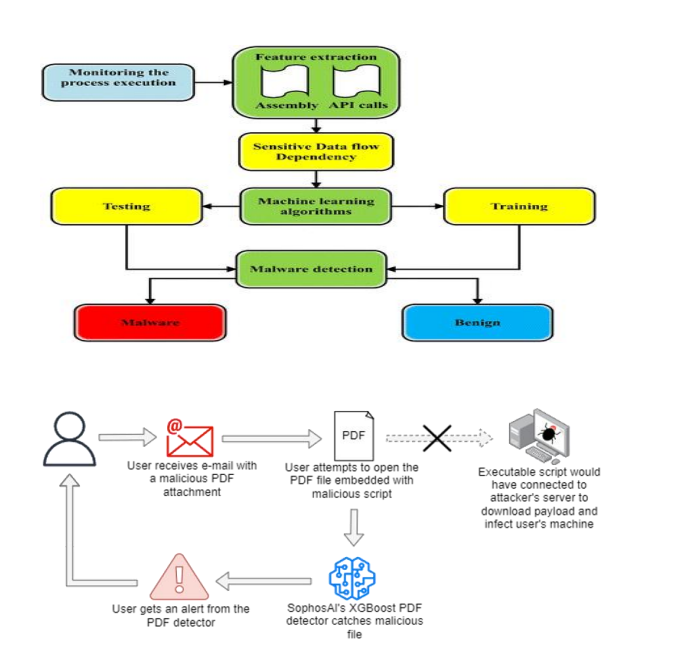 Feature extraction
Monitoring the
process execution
Assembly API calls
Sensitive Data flow
Dependency
Testing
Machine learning
algorithms
Training
Malware detection
Malware
Benign
@
PDF
User receives e-mail with
a malicious PDF
attachment
User attempts to open the
PDF file embedded with
malicious script
Executable script would
have connected to
attacker's server to
download payload and
infect user's machine
User gets an alert from the
PDF detector
SophosAI's XGBoost PDF
detector catches malicious
file